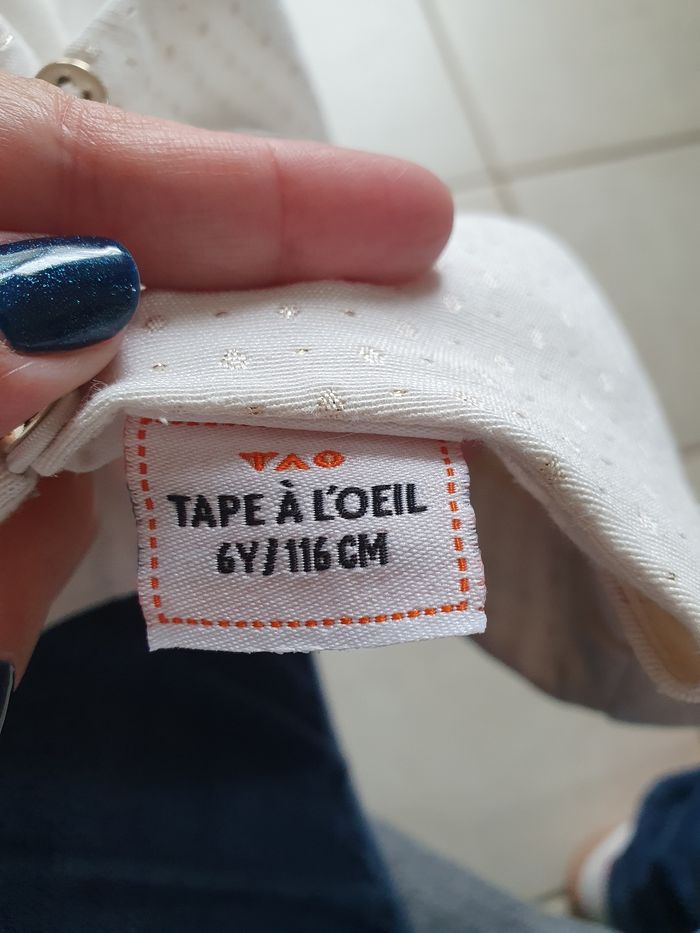 TAO
TAPE À L'OEIL
6Y/116 CM